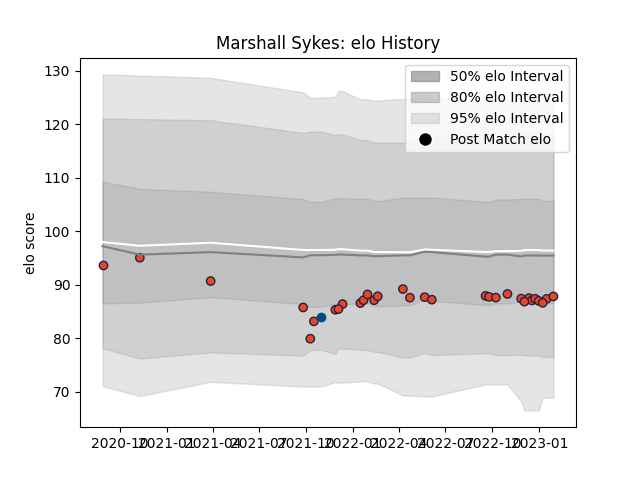 Marshall Sykes: elo History
50% elo Interval
80% elo Interval
95% elo Interval
Post Match elo
elo score
130
120
110
100
90
80
70
2020-10 2021-01 2021-04 2021-07 2021-10 2022-01 2022-04 2022-07 2022-10 2023-01